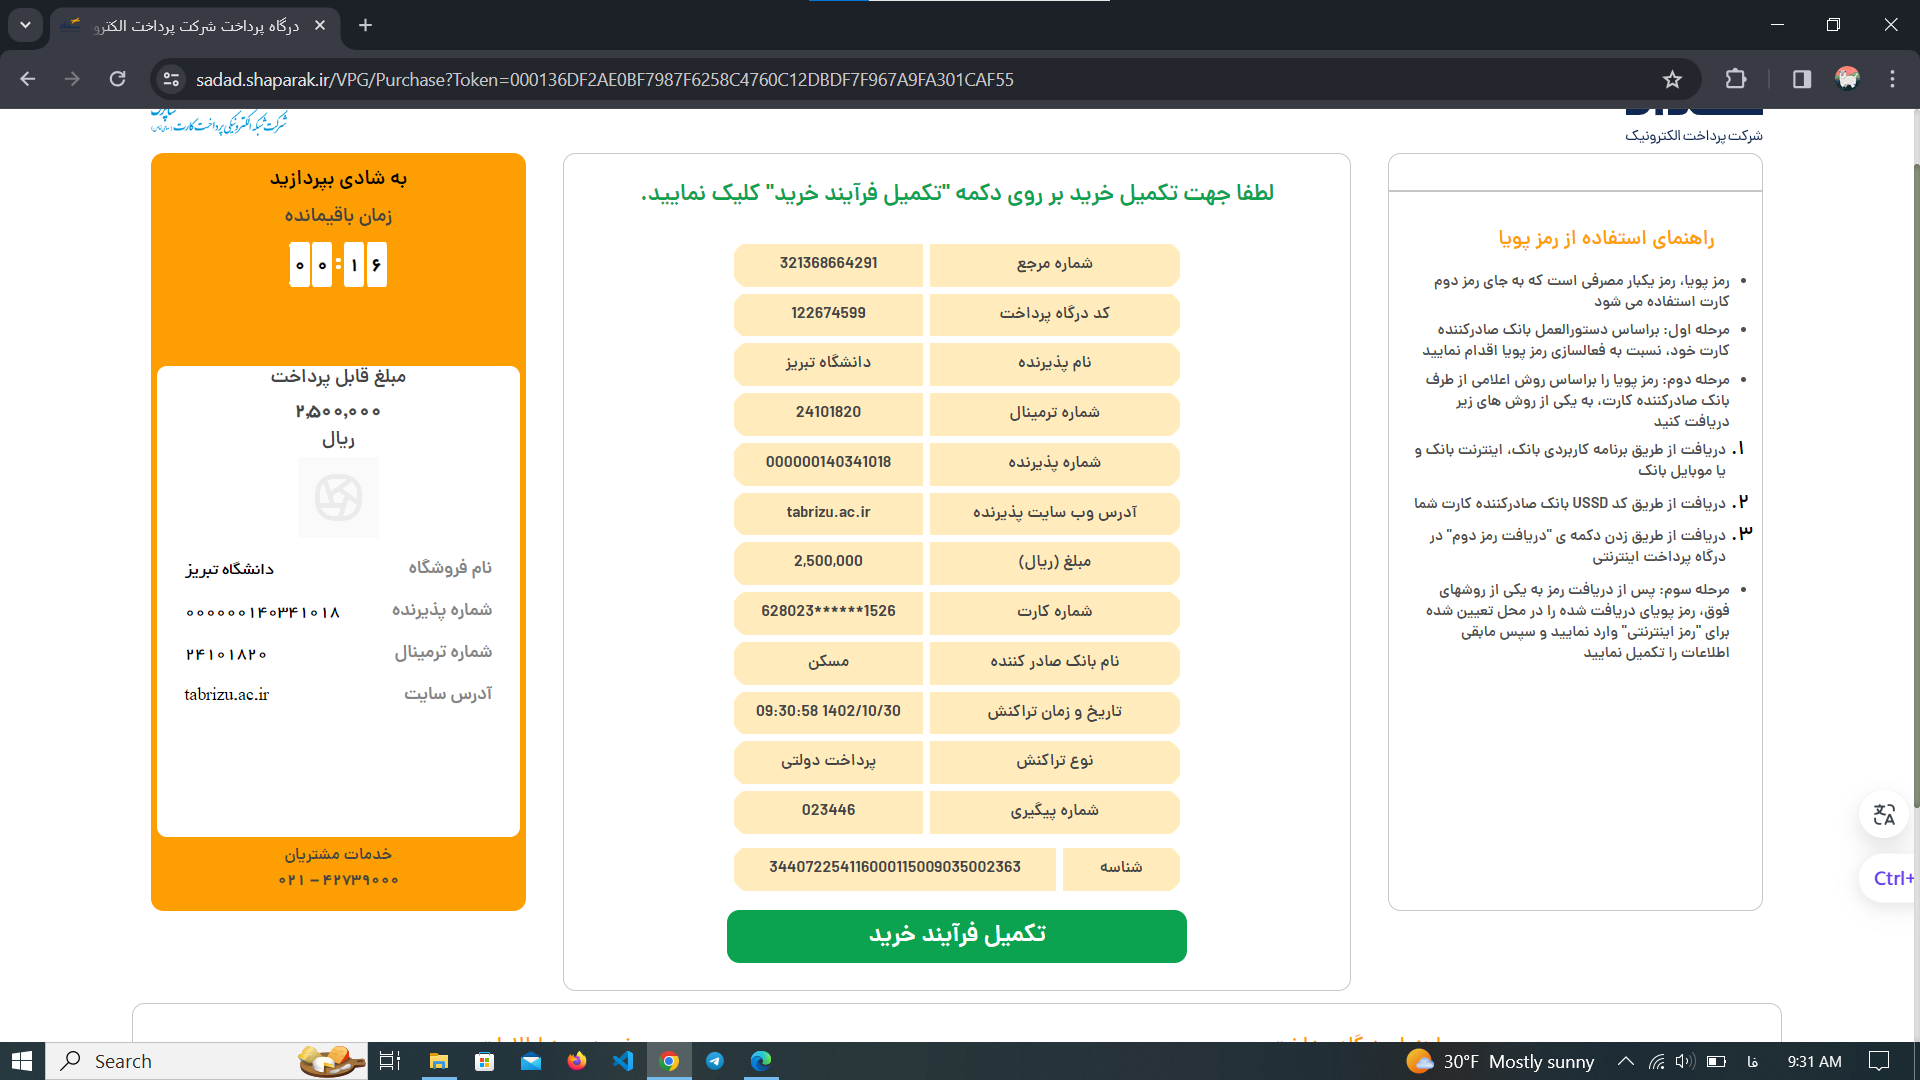 درگاه پرداخت شرکت پرداخت الکترو
sadad.shaparak.ir/VPG/Purchase?Token=000136DF2AE0BF7987F6258C4760C12DBDF7F967A9FA301CAF55
شرکت پرداخت الکترونیک
شرکت شبکه الکترونیکی پرداخت کارت
راهنمای استفاده از رمز پویا
• رمز پویا، رمز یکبار مصرفی است که به جای رمز دوم
کارت استفاده می شود
• مرحله اول: براساس دستورالعمل بانک صادرکننده
کارت خود، نسبت به فعالسازی رمز پویا اقدام نمایید
• مرحله دوم: رمز پویا را براساس روش اعلامی از طرف
بانک صادرکننده کارت، به یکی از روش های زیر
دریافت کنید
۱. دریافت از طریق برنامه کاربردی بانک، اینترنت بانک و
یا موبایل بانک
۲. دریافت از طریق کد USSD بانک صادرکننده کارت شما
۳. دریافت از طریق زدن دکمه ی "دریافت رمز دوم" در
درگاه پرداخت اینترنتی
• مرحله سوم: پس از دریافت رمز به یکی از روشهای
فوق، رمز پویای دریافت شده را در محل تعیین شده
برای "رمز اینترنتی" وارد نمایید و سپس مابقی
اطلاعات را تکمیل نمایید
لطفا جهت تکمیل خرید بر روی دکمه "تکمیل فرآیند خرید" کلیک نمایید.
شماره مرجع 321368664291
کد درگاه پرداخت 122674599
نام پذیرنده دانشگاه تبریز
شماره ترمینال 24101820
شماره پذیرنده 000000140341018
آدرس وب سایت پذیرنده tabrizu.ac.ir
مبلغ (ریال) 2,500,000
شماره کارت 628023******1526
نام بانک صادر کننده مسکن
تاریخ و زمان تراکنش 1402/10/30 09:30:58
نوع تراکنش پرداخت دولتی
شماره پیگیری 023446
شناسه 344072254116000115009035002363
تکمیل فرآیند خرید
به شادی بپردازید
زمان باقیمانده
۰۰:۱۶
مبلغ قابل پرداخت
۲,۵۰۰,۰۰۰
ریال
نام فروشگاه دانشگاه تبریز
شماره پذیرنده ۰۰۰۰۰۰۱۴۰۳۴۱۰۱۸
شماره ترمینال ۲۴۱۰۱۸۲۰
آدرس سایت tabrizu.ac.ir
خدمات مشتریان
۰۲۱ – ۴۲۷۳۹۰۰۰
Ctrl+
Search
30°F Mostly sunny
فا
9:31 AM